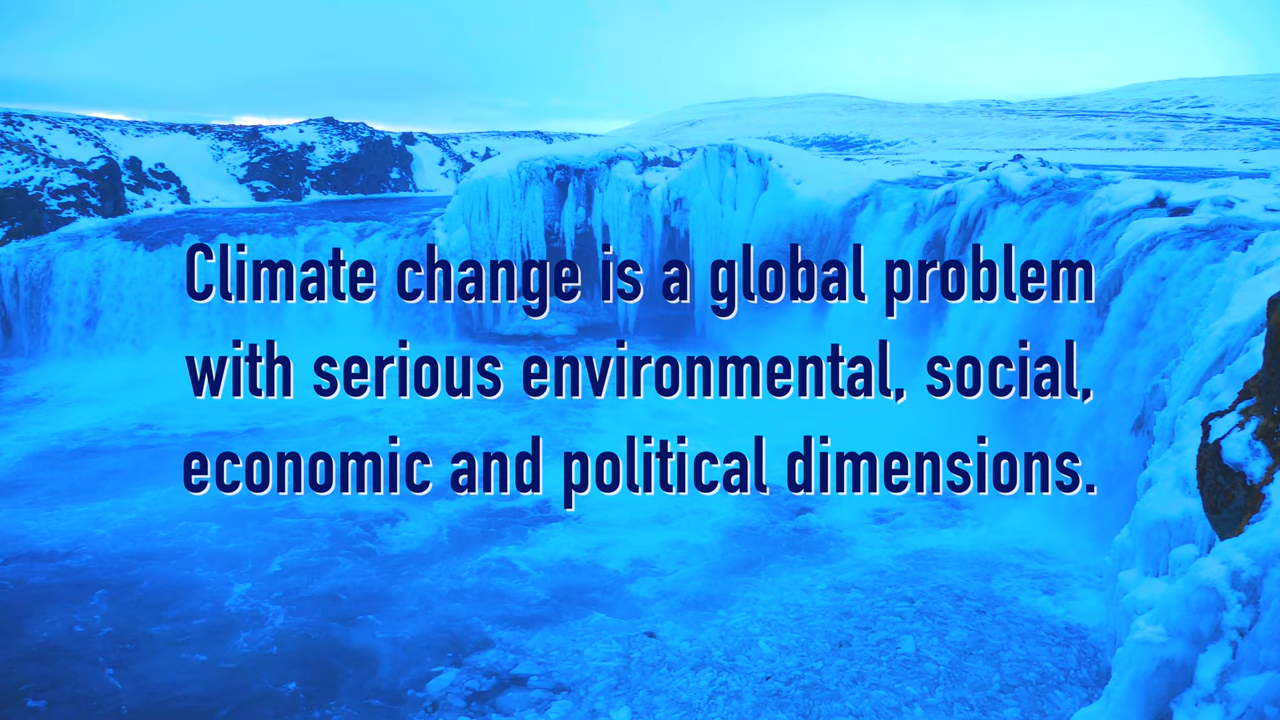 Climate change is a global problem
with serious environmental, social,
economic and political dimensions.